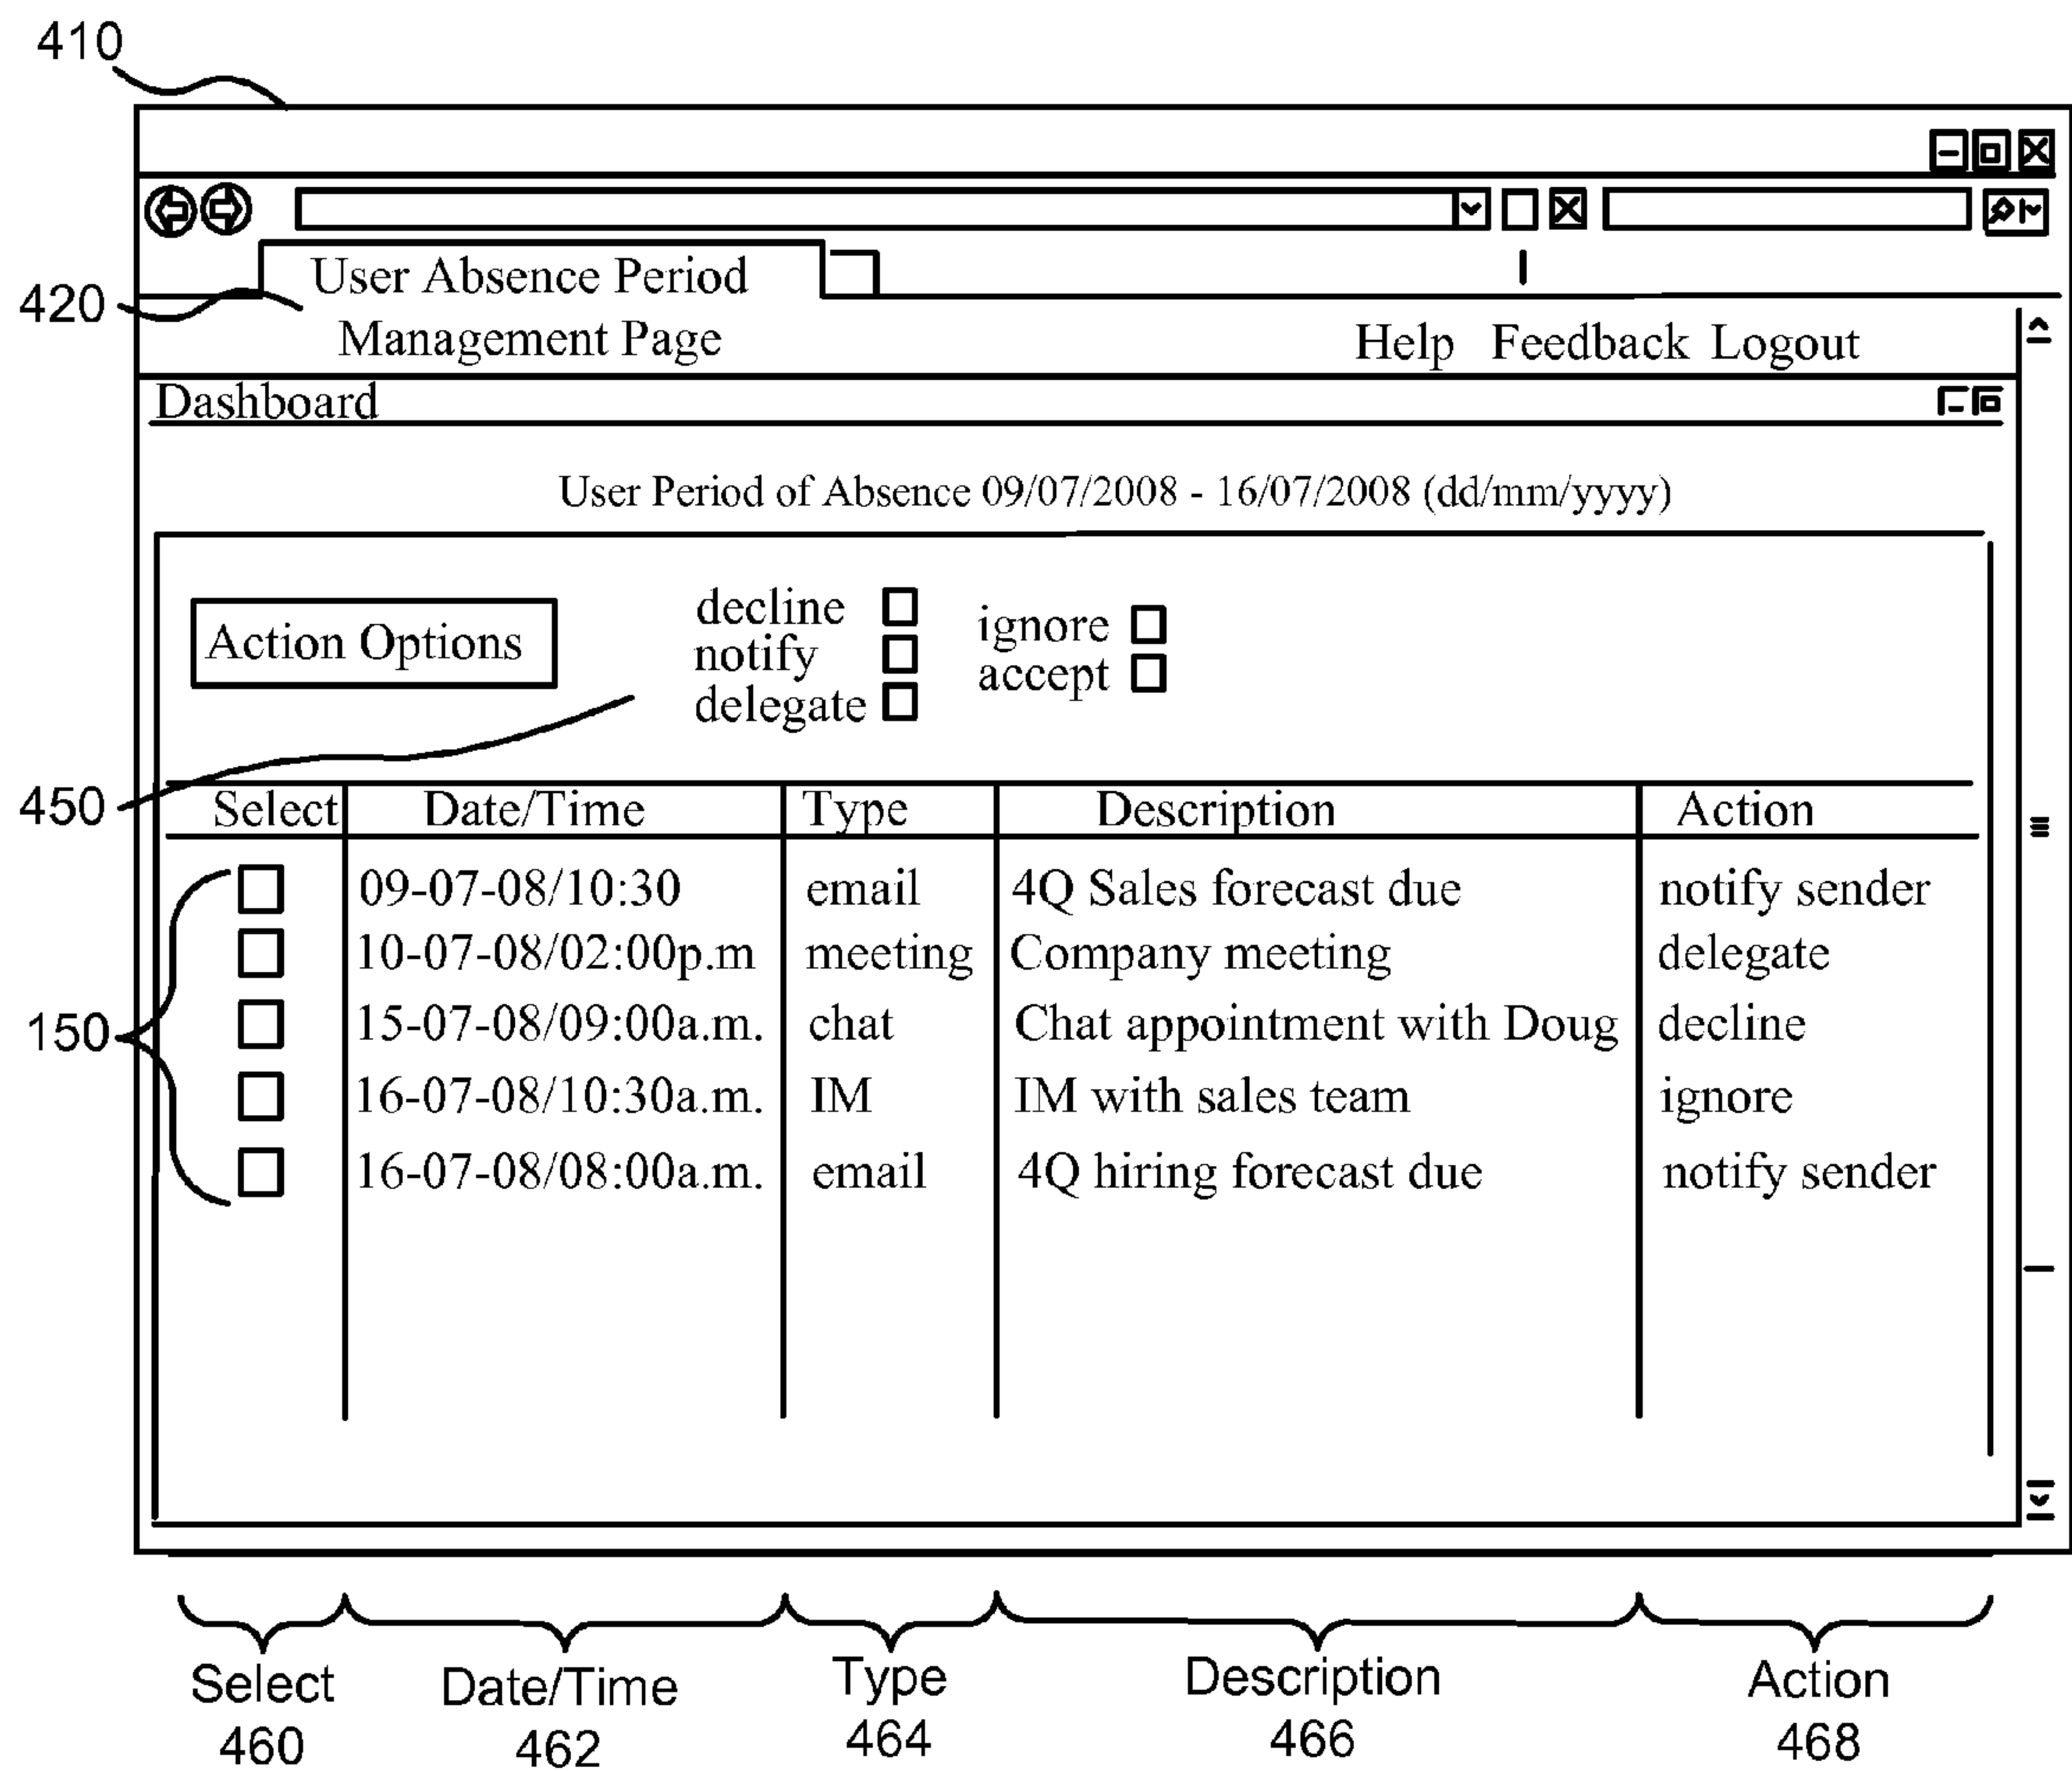 410
User Absence Period
420
Management Page
Help Feedback Logout
Dashboard
User Period of Absence 09/07/2008 - 16/07/2008 (dd/mm/yyyy)
Action Options
decline
notify
delegate
ignore
accept
450
Select Date/Time Type Description Action
09-07-08/10:30 email 4Q Sales forecast due notify sender
10-07-08/02:00p.m meeting Company meeting delegate
15-07-08/09:00a.m. chat Chat appointment with Doug decline
150
16-07-08/10:30a.m. IM IM with sales team ignore
16-07-08/08:00a.m. email 4Q hiring forecast due notify sender
Select Date/Time Type Description Action
460 462 464 466 468